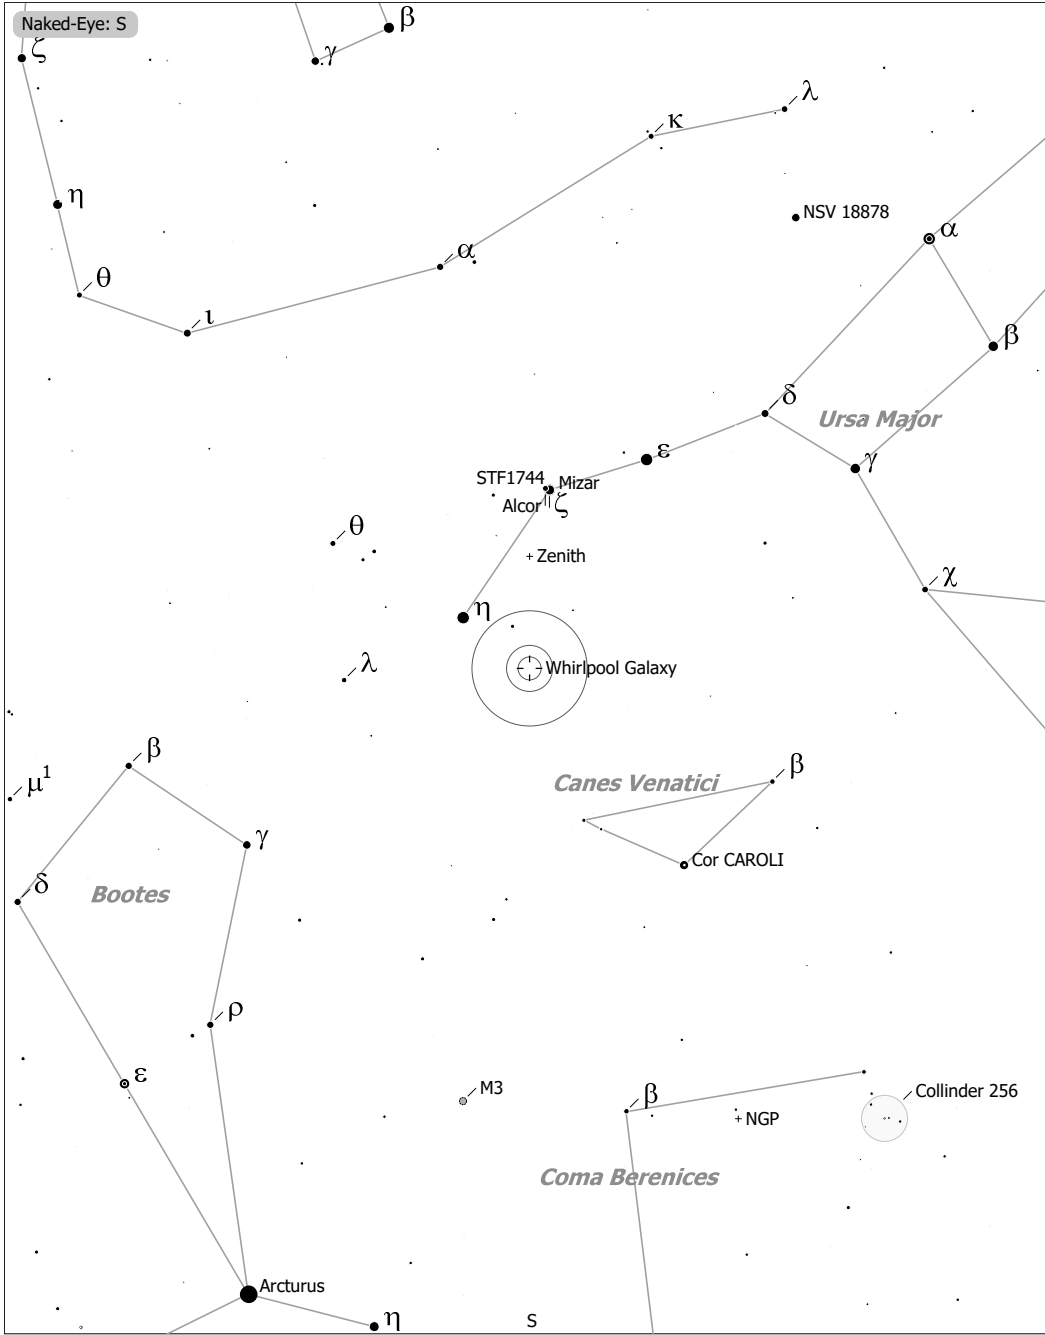 Naked-Eye: S
β
ζ
γ
λ
κ
η
NSV 18878
α
α
θ
ι
β
δ
Ursa Major
ε
γ
STF1744
Mizar
Alcor
ζ
θ
Zenith
χ
η
λ
Whirlpool Galaxy
β
β
μ¹
Canes Venatici
γ
Cor CAROLI
δ
Bootes
ρ
ε
M3
β
Collinder 256
NGP
Coma Berenices
Arcturus
η
S